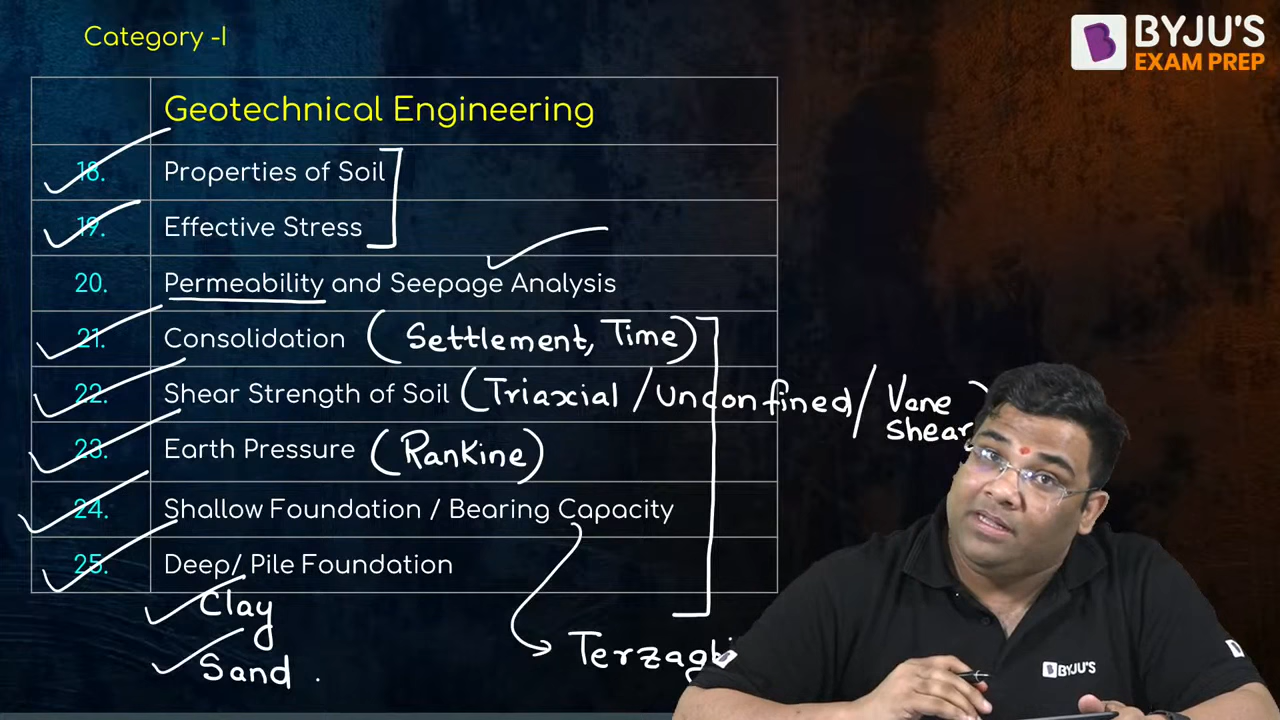 Category -I
BYJU'S
EXAM PREP
Geotechnical Engineering
18. Properties of Soil
19. Effective Stress
20. Permeability and Seepage Analysis
21. Consolidation (Settlement, Time)
22. Shear Strength of Soil (Triaxial / Unconfined / Vane
Shear
23. Earth Pressure (Rankine)
24. Shallow Foundation / Bearing Capacity
25. Deep/ Pile Foundation
Clay
Sand .
BYJU'S